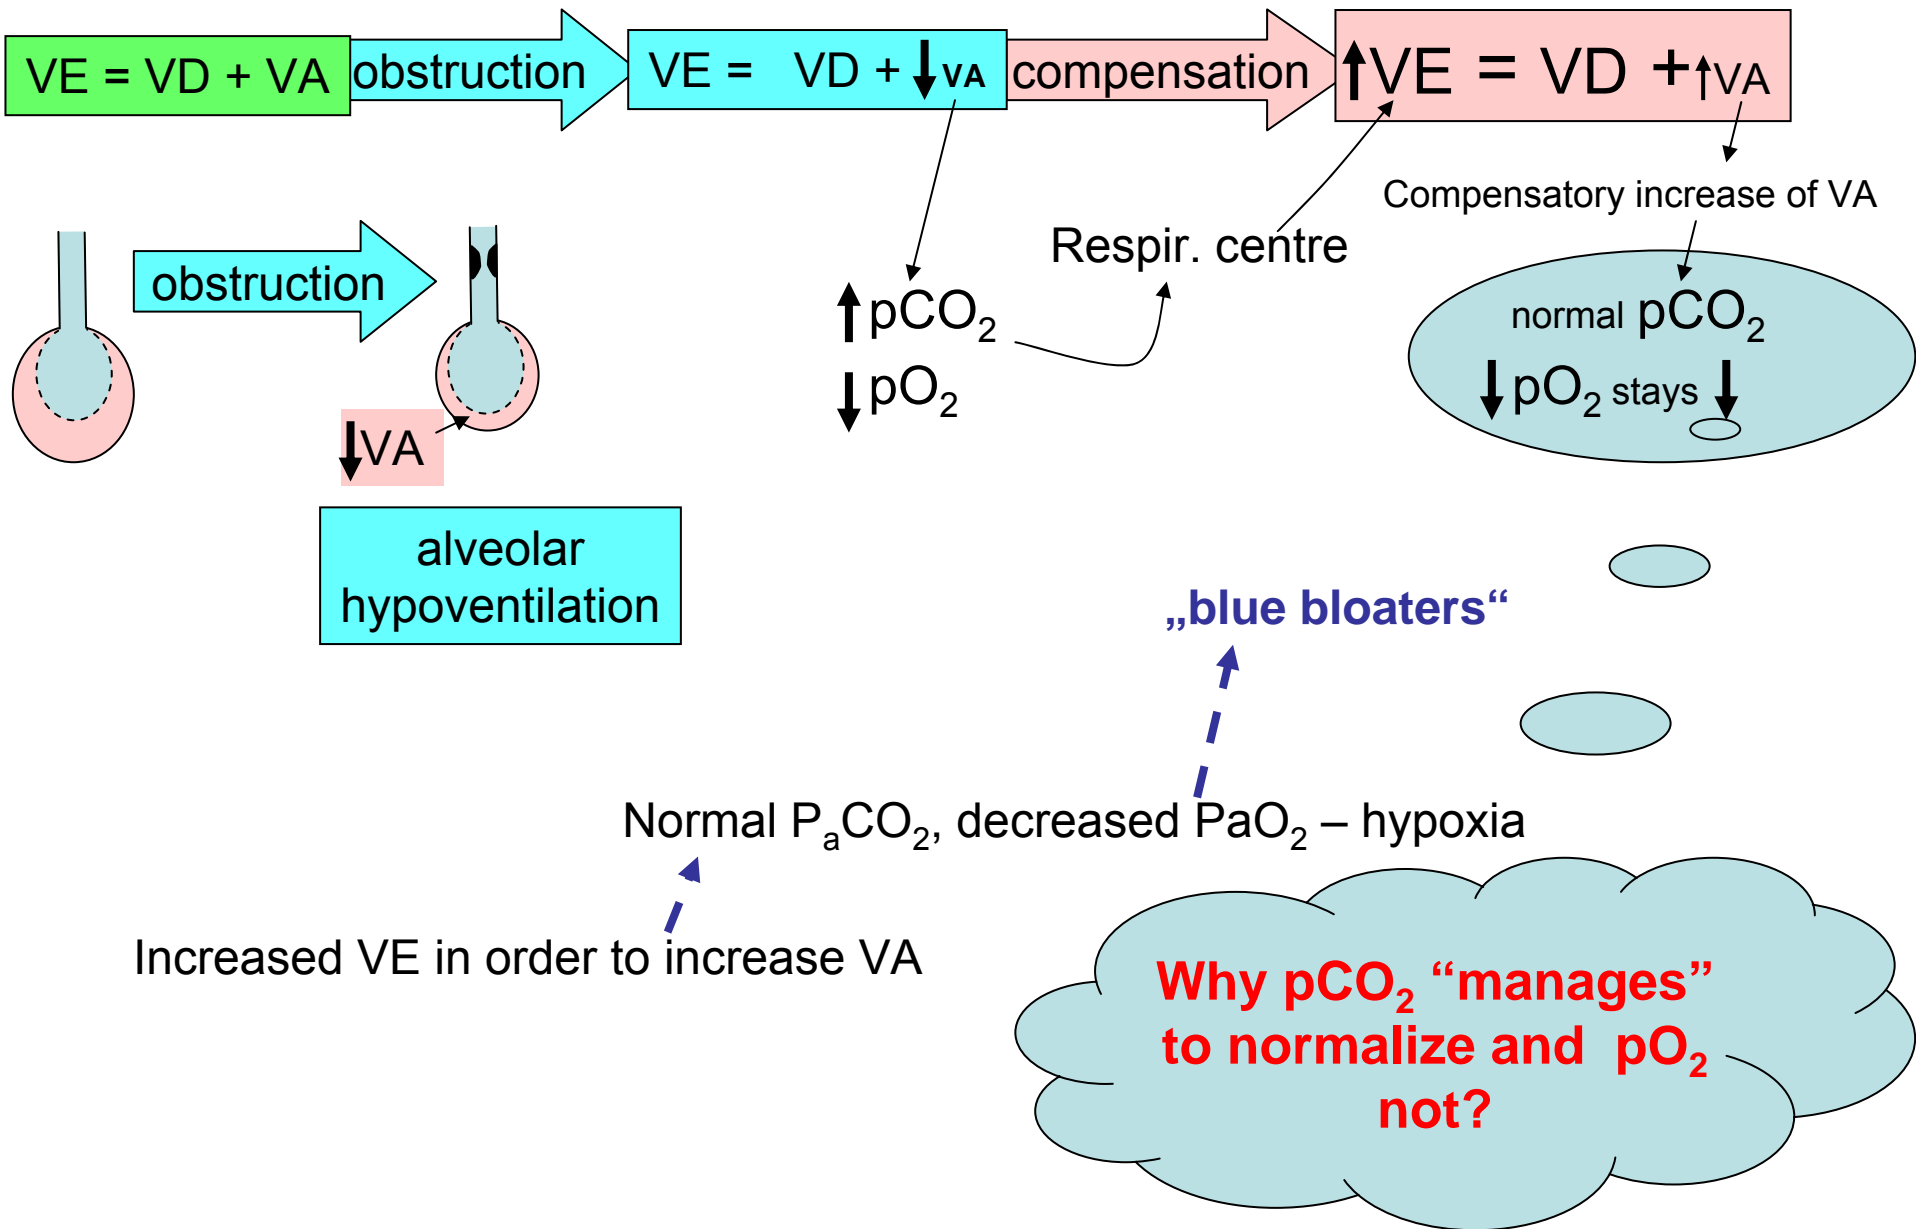 VE = VD + VA
obstruction
VE = VD + VA
compensation
VE = VD + VA
Compensatory increase of VA
Respir. centre
obstruction
pCO₂
pO₂
normal pCO₂
pO₂ stays
VA
alveolar
hypoventilation
„blue bloaters“
Normal PₐCO₂, decreased PaO₂ – hypoxia
Increased VE in order to increase VA
Why pCO₂ “manages”
to normalize and pO₂
not?